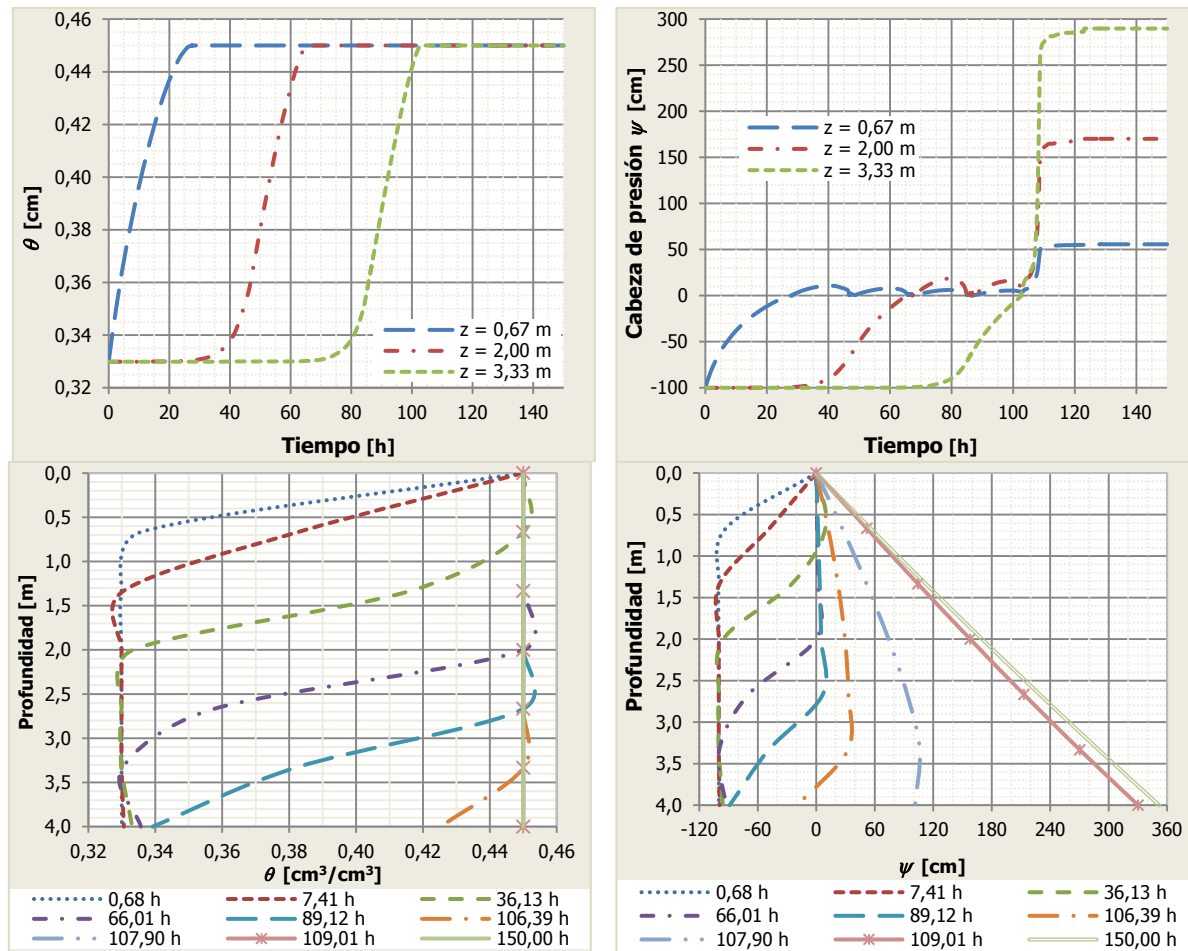 0,46
0,44
0,42
0,40
0,38
0,36
0,34
0,32
θ [cm]
z = 0,67 m
z = 2,00 m
z = 3,33 m
0 20 40 60 80 100 120 140
Tiempo [h]
300
250
200
150
100
50
0
-50
-100
Cabeza de presión ψ [cm]
z = 0,67 m
z = 2,00 m
z = 3,33 m
0 20 40 60 80 100 120 140
Tiempo [h]
0,0
0,5
1,0
1,5
2,0
2,5
3,0
3,5
4,0
Profundidad [m]
0,32 0,34 0,36 0,38 0,40 0,42 0,44 0,46
θ [cm³/cm³]
0,68 h 7,41 h 36,13 h
66,01 h 89,12 h 106,39 h
107,90 h 109,01 h 150,00 h
0,0
0,5
1,0
1,5
2,0
2,5
3,0
3,5
4,0
Profundidad [m]
-120 -60 0 60 120 180 240 300 360
ψ [cm]
0,68 h 7,41 h 36,13 h
66,01 h 89,12 h 106,39 h
107,90 h 109,01 h 150,00 h